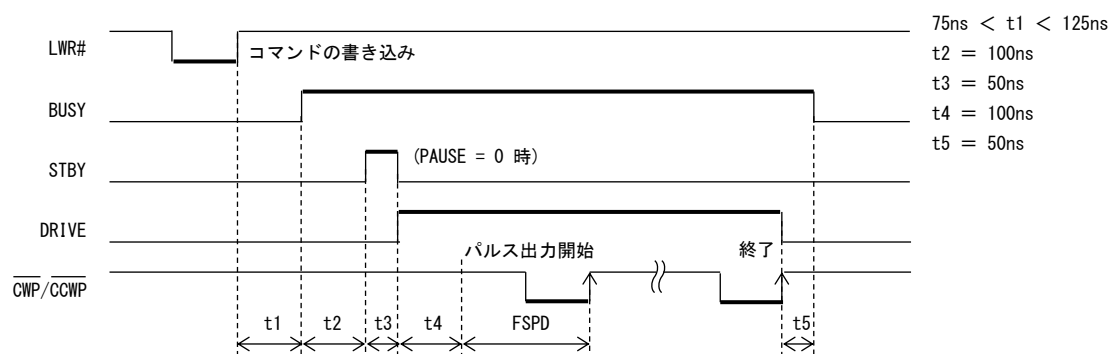 75ns < t1 < 125ns
t2 = 100ns
t3 = 50ns
t4 = 100ns
t5 = 50ns
LWR#
コマンドの書き込み
BUSY
STBY
(PAUSE = 0 時)
DRIVE
パルス出力開始
終了
CWP/CCWP
t1 t2 t3 t4 FSPD t5